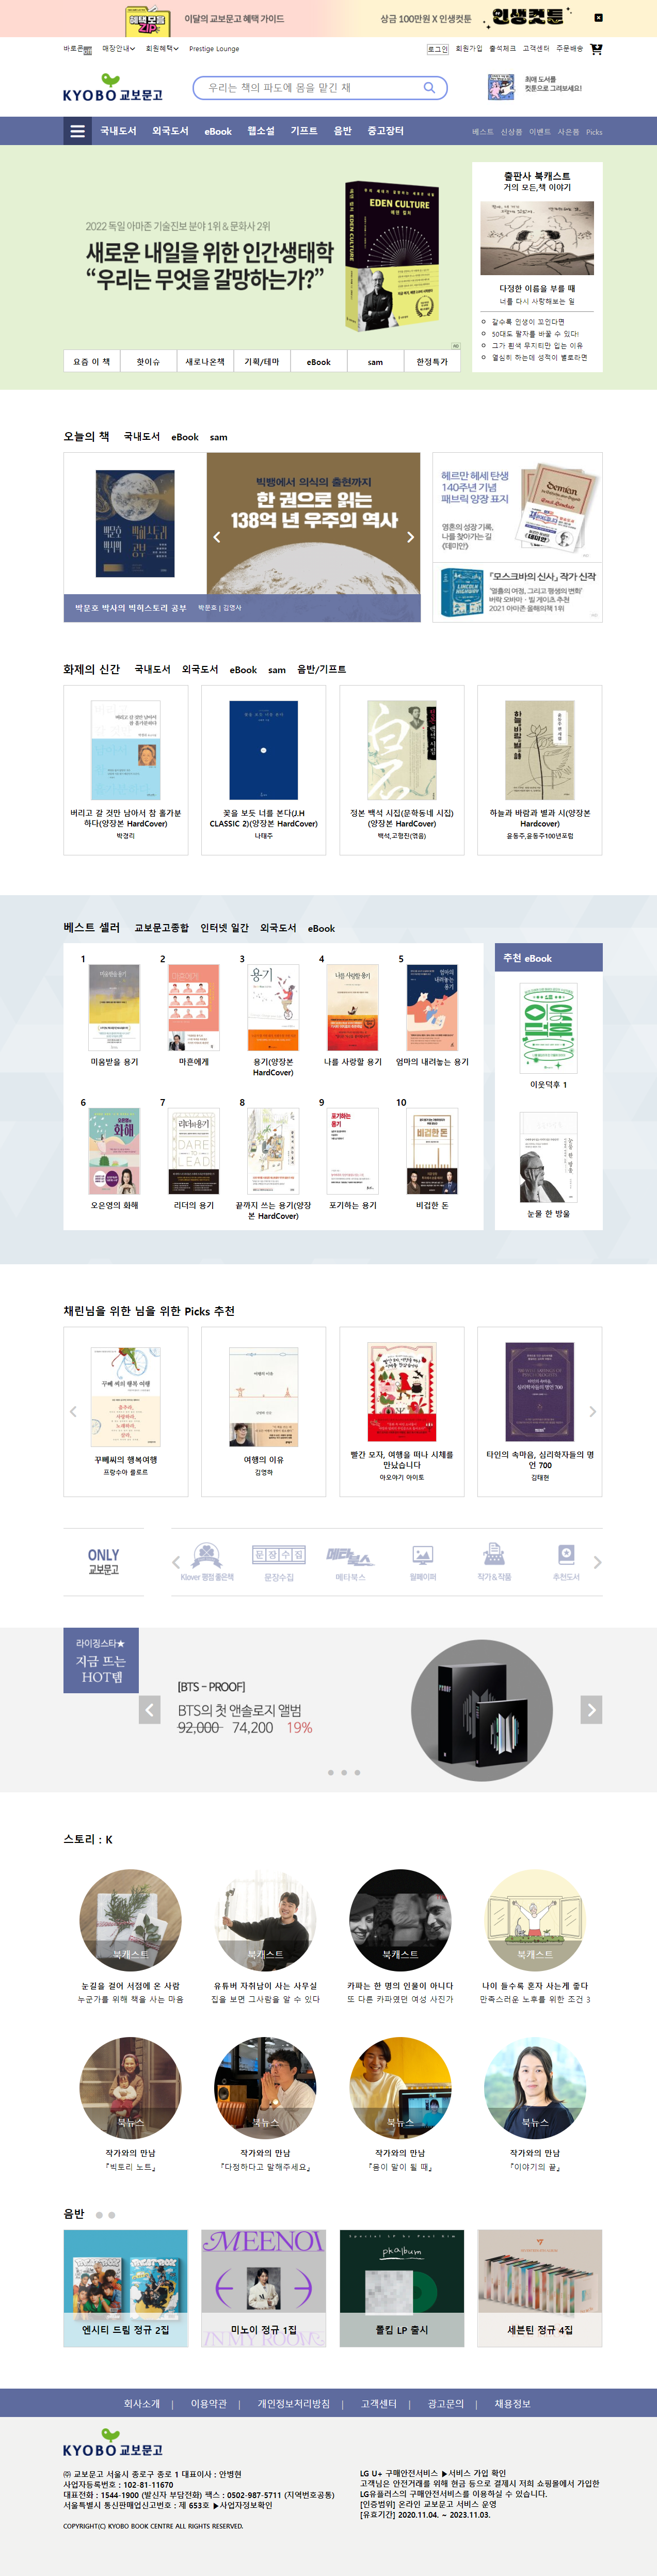 혜택모음
ZIP
이달의 교보문고 혜택 가이드
상금 100만원 X 인생컷툰
인생컷툰
바로콘
매장안내
회원혜택
Prestige Lounge
로그인
회원가입
출석체크
고객센터
주문배송
KYOBO 교보문고
우리는 책의 파도에 몸을 맡긴 채
최애 도서를
컷툰으로 그려보세요!
국내도서
외국도서
eBook
웹소설
기프트
음반
중고장터
베스트
신상품
이벤트
사은품
Picks
2022 독일 아마존 기술진보 분야 1위 & 문화사 2위
새로운 내일을 위한 인간생태학
“우리는 무엇을 갈망하는가?”
EDEN CULTURE
에덴 컬처
요즘 이 책
핫이슈
새로나온책
기획/테마
eBook
sam
한정특가
출판사 북캐스트
거의 모든,책 이야기
다정한 이름을 부를 때
너를 다시 사랑해보는 일
갈수록 인생이 꼬인다면
50대도 팔자를 바꿀 수 있다!
그가 흰색 무지티만 입는 이유
열심히 하는데 성적이 별로라면
오늘의 책
국내도서
eBook
sam
빅뱅에서 의식의 출현까지
한 권으로 읽는
138억 년 우주의 역사
박문호 박사의 빅히스토리 공부
박문호 | 김영사
헤르만 헤세 탄생
140주년 기념
패브릭 양장 표지
영혼의 성장 기록,
나를 찾아가는 길
《데미안》
Demian
『모스크바의 신사』 작가 신작
'열흘의 여정, 그리고 평생의 변화'
버락 오바마 · 빌 게이츠 추천
2021 아마존 올해의책 1위
화제의 신간
국내도서
외국도서
eBook
sam
음반/기프트
버리고 갈 것만 남아서 참 홀가분
하다(양장본 HardCover)
박경리
꽃을 보듯 너를 본다(J.H
CLASSIC 2)(양장본 HardCover)
나태주
정본 백석 시집(문학동네 시집)
(양장본 HardCover)
백석,고형진(엮음)
하늘과 바람과 별과 시(양장본
Hardcover)
윤동주,윤동주100년포럼
베스트 셀러
교보문고종합
인터넷 일간
외국도서
eBook
1
2
3
4
5
미움받을 용기
마흔에게
용기(양장본
HardCover)
나를 사랑할 용기
엄마의 내려놓는 용기
6
7
8
9
10
오은영의 화해
리더의 용기
끝까지 쓰는 용기(양장
본 HardCover)
포기하는 용기
비겁한 돈
추천 eBook
이웃덕후 1
눈물 한 방울
채린님을 위한 님을 위한 Picks 추천
꾸뻬씨의 행복여행
프랑수아 를로르
여행의 이유
김영하
빨간 모자, 여행을 떠나 시체를
만났습니다
아오야기 아이토
타인의 속마음, 심리학자들의 명
언 700
김태현
ONLY
교보문고
Klover 평점 좋은책
문장수집
문장수집
메타북스
메타북스
월페이퍼
작가&작품
추천도서
라이징스타★
지금 뜨는
HOT템
[BTS - PROOF]
BTS의 첫 앤솔로지 앨범
92,000 74,200 19%
스토리 : K
북캐스트
북캐스트
북캐스트
북캐스트
눈길을 걸어 서점에 온 사람
누군가를 위해 책을 사는 마음
유튜버 자취남이 사는 사무실
집을 보면 그사람을 알 수 있다
카파는 한 명의 인물이 아니다
또 다른 카파였던 여성 사진가
나이 들수록 혼자 사는게 좋다
만족스러운 노후를 위한 조건 3
북뉴스
북뉴스
북뉴스
북뉴스
작가와의 만남
『빅토리 노트』
작가와의 만남
『다정하다고 말해주세요』
작가와의 만남
『몸이 말이 될 때』
작가와의 만남
『이야기의 끝』
음반
엔시티 드림 정규 2집
MEENOI
IN MY ROOM
미노이 정규 1집
Special LP by Paul Kim
phalbum
폴킴 LP 출시
세븐틴 정규 4집
회사소개 | 이용약관 | 개인정보처리방침 | 고객센터 | 광고문의 | 채용정보
KYOBO 교보문고
㈜ 교보문고 서울시 종로구 종로 1 대표이사 : 안병현
사업자등록번호 : 102-81-11670
대표전화 : 1544-1900 (발신자 부담전화) 팩스 : 0502-987-5711 (지역번호공통)
서울특별시 통신판매업신고번호 : 제 653호 ▶사업자정보확인
COPYRIGHT(C) KYOBO BOOK CENTRE ALL RIGHTS RESERVED.
LG U+ 구매안전서비스 ▶서비스 가입 확인
고객님은 안전거래를 위해 현금 등으로 결제시 저희 쇼핑몰에서 가입한
LG유플러스의 구매안전서비스를 이용하실 수 있습니다.
[인증범위] 온라인 교보문고 서비스 운영
[유효기간] 2020.11.04. ~ 2023.11.03.